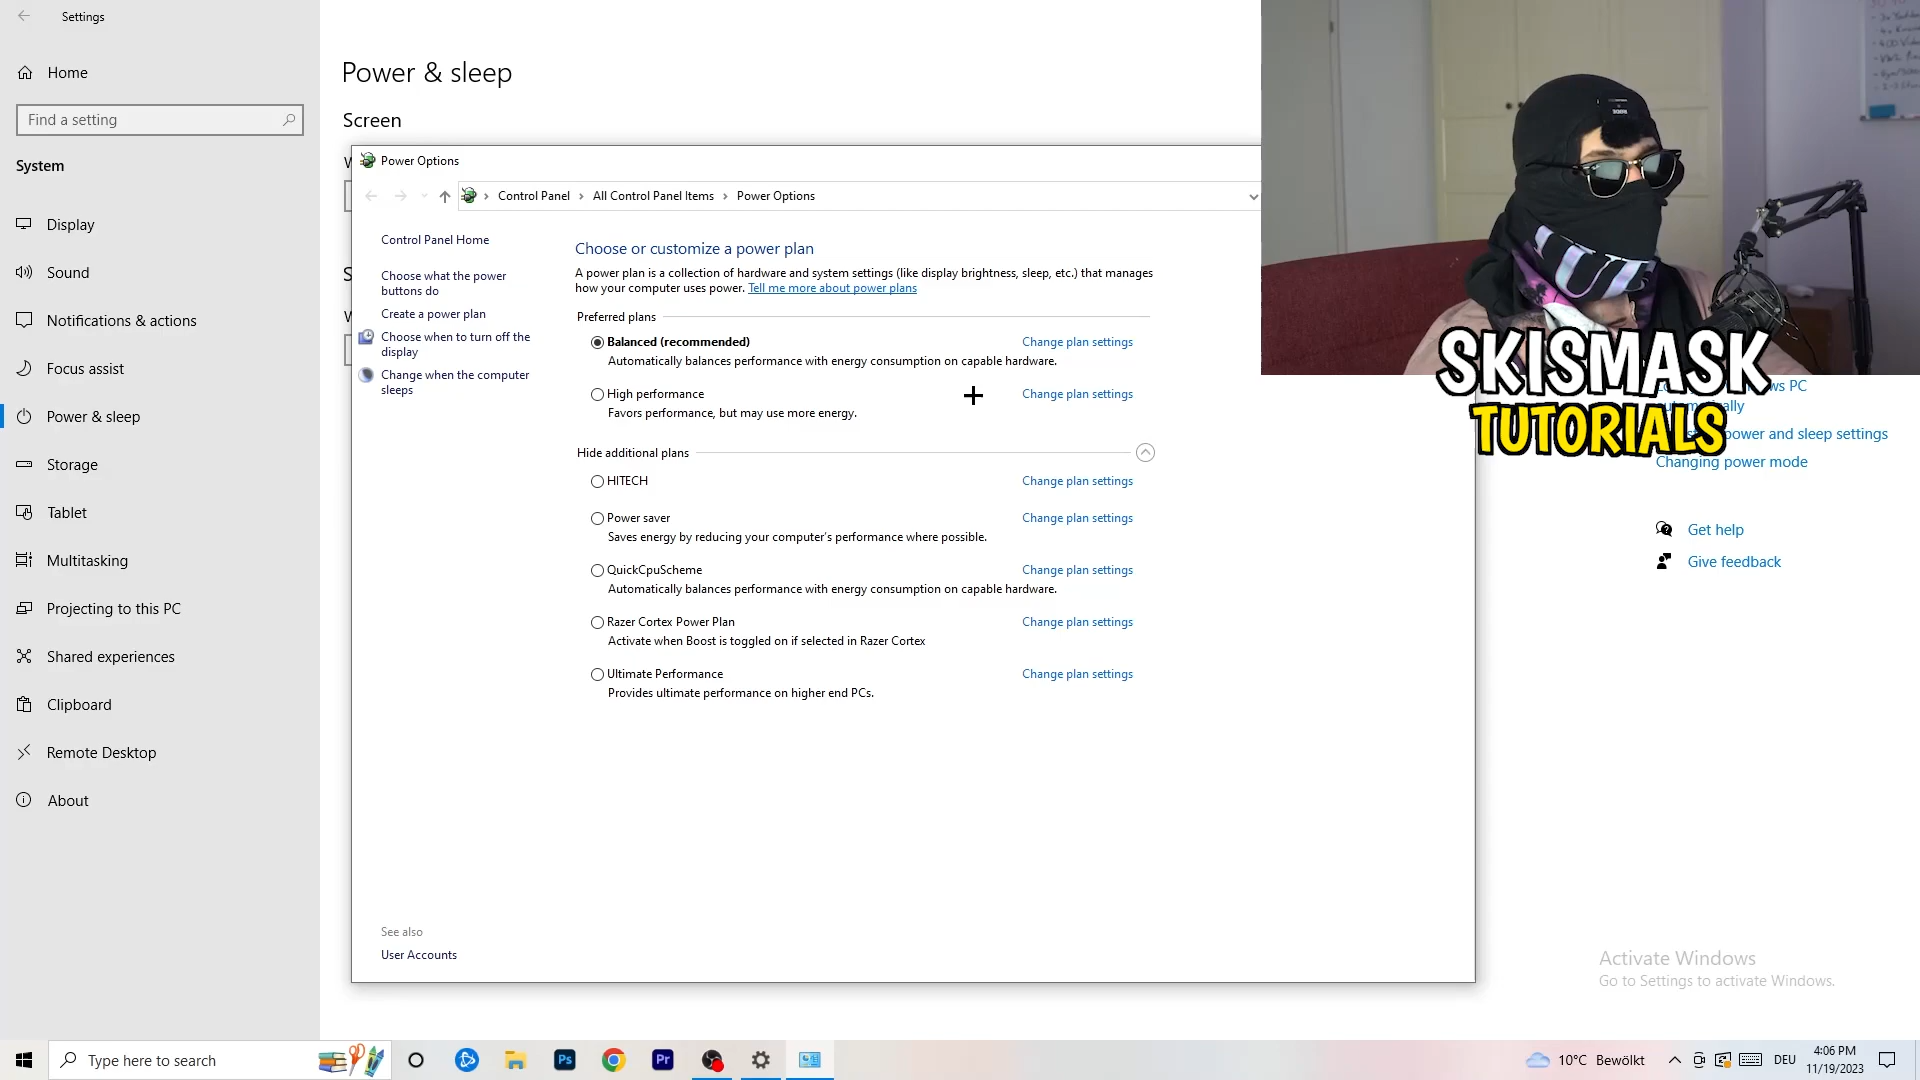 Settings
Home
Find a setting
System
Display
Sound
Notifications & actions
Focus assist
Power & sleep
Storage
Tablet
Multitasking
Projecting to this PC
Shared experiences
Clipboard
Remote Desktop
About
Power & sleep
Screen
Power Options
Control Panel › All Control Panel Items › Power Options
Control Panel Home
Choose what the power
buttons do
Create a power plan
Choose when to turn off the
display
Change when the computer
sleeps
See also
User Accounts
Choose or customize a power plan
A power plan is a collection of hardware and system settings (like display brightness, sleep, etc.) that manages
how your computer uses power. Tell me more about power plans
Preferred plans
Balanced (recommended) Change plan settings
Automatically balances performance with energy consumption on capable hardware.
High performance Change plan settings
Favors performance, but may use more energy.
Hide additional plans
HITECH Change plan settings
Power saver Change plan settings
Saves energy by reducing your computer's performance where possible.
QuickCpuScheme Change plan settings
Automatically balances performance with energy consumption on capable hardware.
Razer Cortex Power Plan Change plan settings
Activate when Boost is toggled on if selected in Razer Cortex
Ultimate Performance Change plan settings
Provides ultimate performance on higher end PCs.
SKISMASK
TUTORIALS
PC
power and sleep settings
Changing power mode
Get help
Give feedback
Activate Windows
Go to Settings to activate Windows.
Type here to search
Ps
Pr
10°C Bewölkt
DEU
4:06 PM
11/19/2023